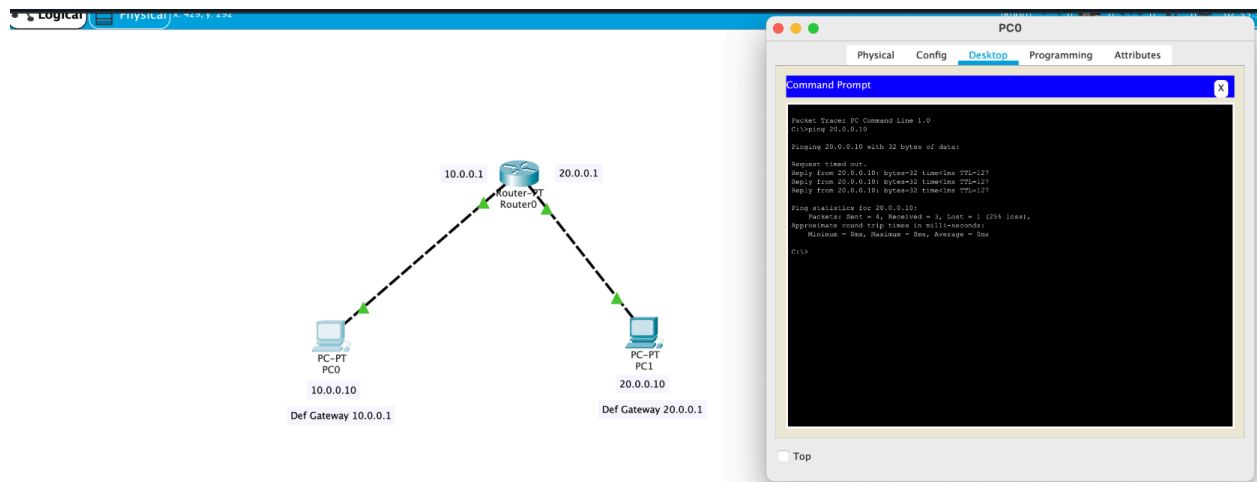 Logical
Physical x: 429, y: 292
10.0.0.1
20.0.0.1
Router-PT
Router0
PC-PT
PC0
10.0.0.10
Def Gateway 10.0.0.1
PC-PT
PC1
20.0.0.10
Def Gateway 20.0.0.1
PC0
Physical Config Desktop Programming Attributes
Command Prompt
X
Packet Tracer PC Command Line 1.0
C:\>ping 20.0.0.10
Pinging 20.0.0.10 with 32 bytes of data:
Request timed out.
Reply from 20.0.0.10: bytes=32 time<1ms TTL=127
Reply from 20.0.0.10: bytes=32 time<1ms TTL=127
Reply from 20.0.0.10: bytes=32 time<1ms TTL=127
Ping statistics for 20.0.0.10:
Packets: Sent = 4, Received = 3, Lost = 1 (25% loss),
Approximate round trip times in milli-seconds:
Minimum = 0ms, Maximum = 0ms, Average = 0ms
C:\>
Top